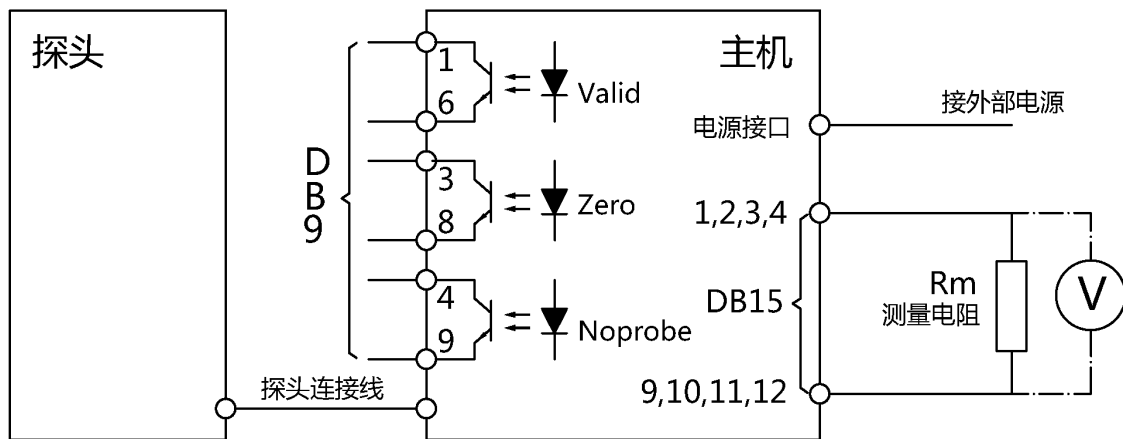 探头
D
B
9
1
6
Valid
3
8
Zero
4
9
Noprobe
探头连接线
主机
电源接口
接外部电源
1,2,3,4
DB15
9,10,11,12
Rm
测量电阻
V